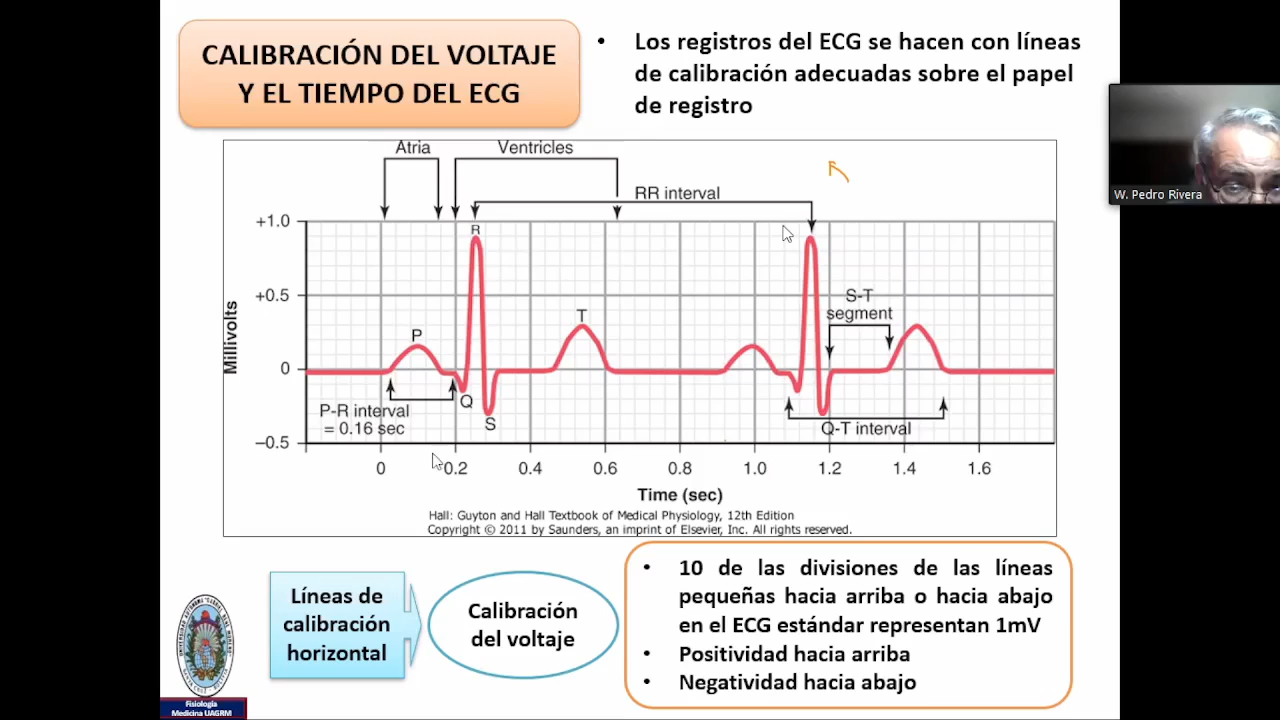 CALIBRACIÓN DEL VOLTAJE
Y EL TIEMPO DEL ECG
• Los registros del ECG se hacen con líneas
de calibración adecuadas sobre el papel
de registro
W. Pedro Rivera
Atria
Ventricles
RR interval
+1.0
R
+0.5
S-T
segment
P
T
Millivolts
0
Q
P-R interval
= 0.16 sec
S
Q-T interval
–0.5
0 0.2 0.4 0.6 0.8 1.0 1.2 1.4 1.6
Time (sec)
Hall: Guyton and Hall Textbook of Medical Physiology, 12th Edition
Copyright © 2011 by Saunders, an imprint of Elsevier, Inc. All rights reserved.
Líneas de
calibración
horizontal
Calibración
del voltaje
• 10 de las divisiones de las líneas
pequeñas hacia arriba o hacia abajo
en el ECG estándar representan 1mV
• Positividad hacia arriba
• Negatividad hacia abajo
Fisiología
Medicina UAGRM